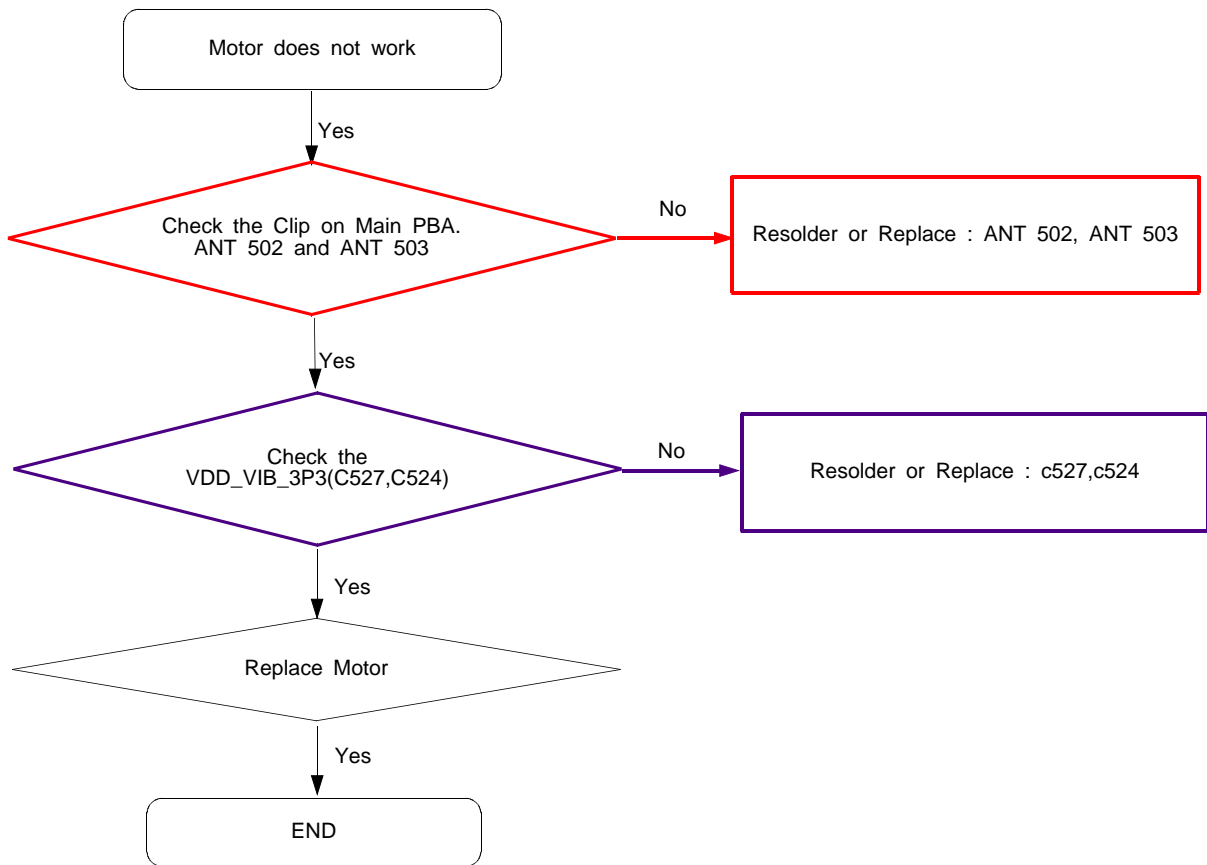 Motor does not work
Yes
Check the Clip on Main PBA.
ANT 502 and ANT 503
No
Resolder or Replace : ANT 502, ANT 503
Yes
Check the
VDD_VIB_3P3(C527,C524)
No
Resolder or Replace : c527,c524
Yes
Replace Motor
Yes
END